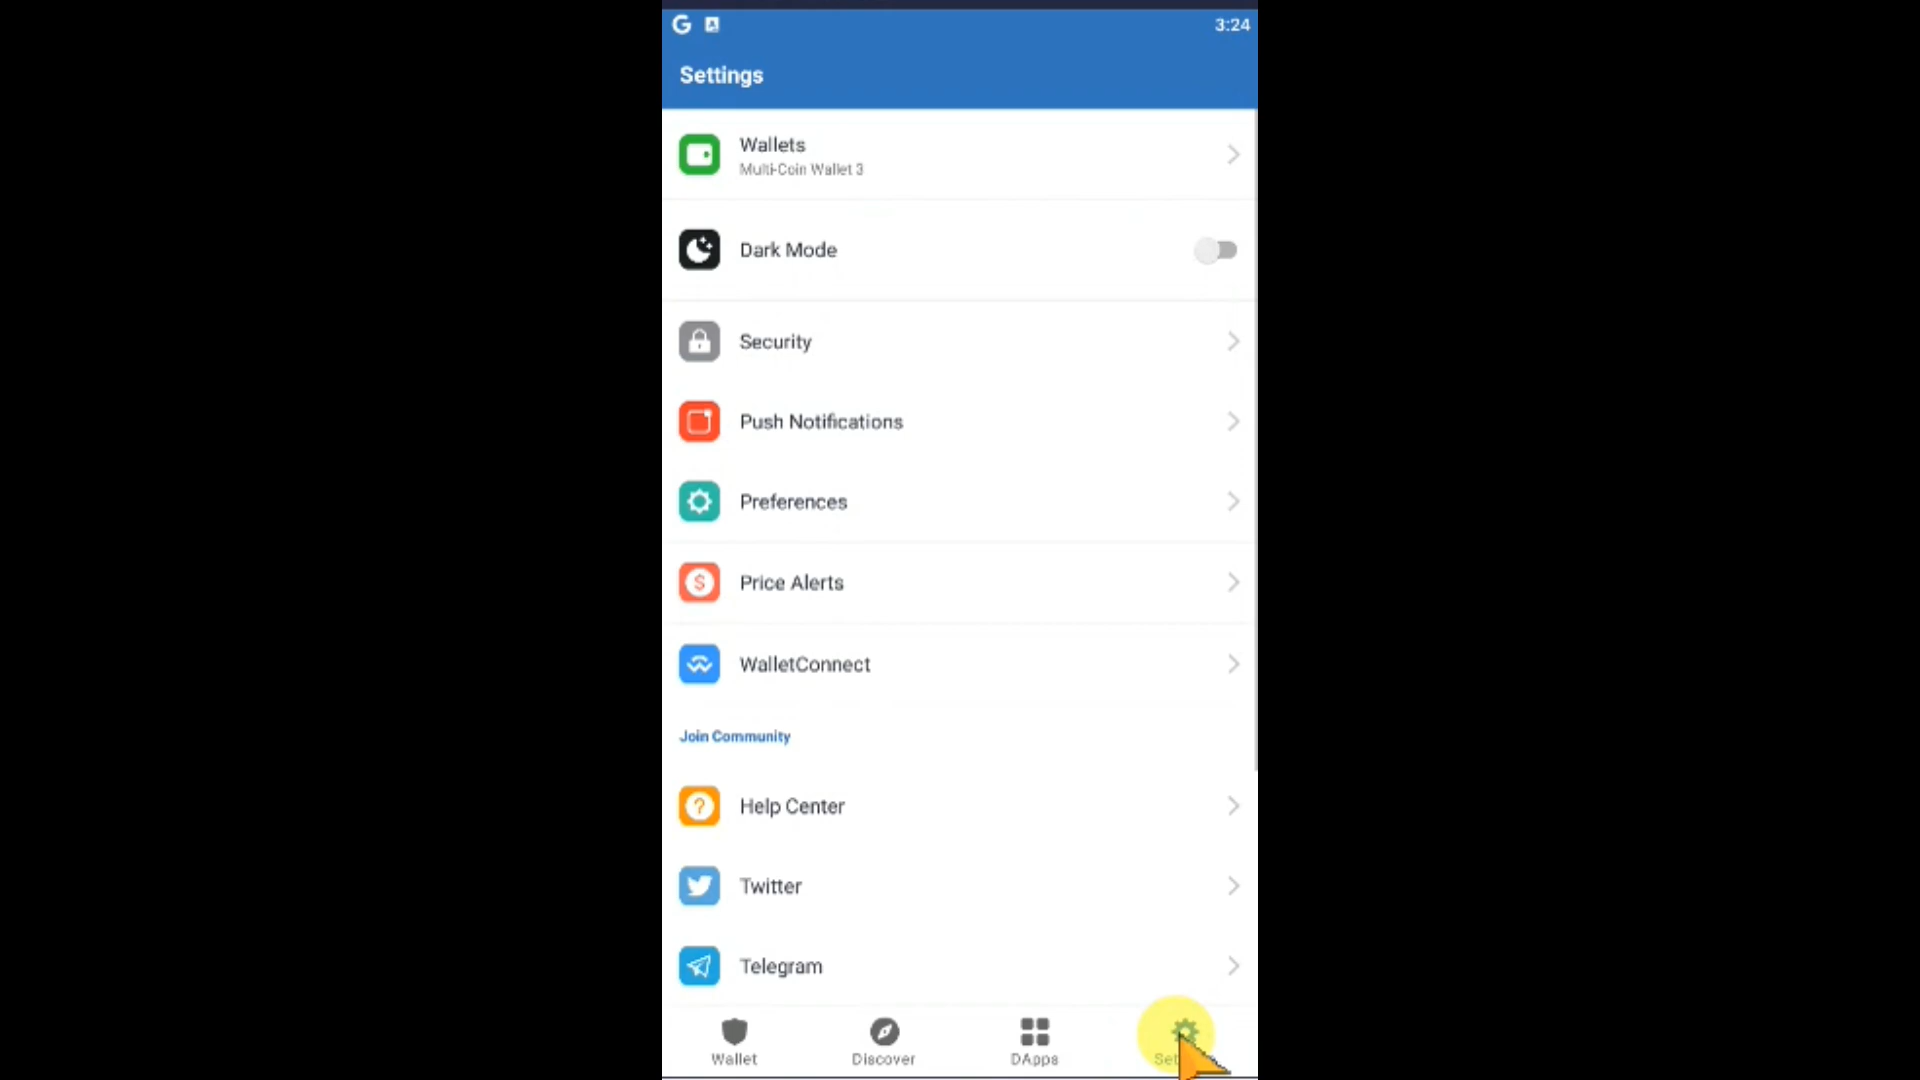 3:24
Settings
Wallets
Multi-Coin Wallet 3
Dark Mode
Security
Push Notifications
Preferences
Price Alerts
WalletConnect
Join Community
Help Center
Twitter
Telegram
Wallet
Discover
DApps